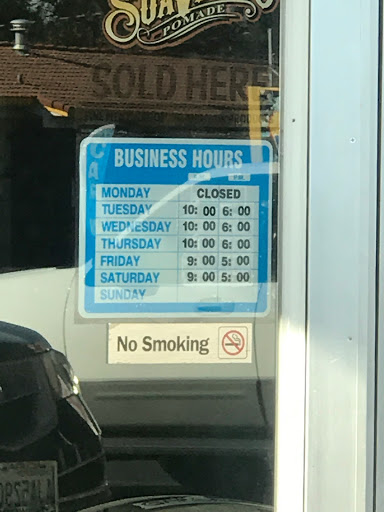 POMADE
SOLD HERE
BUSINESS HOURS
MONDAY CLOSED
TUESDAY 10: 00 6: 00
WEDNESDAY 10: 00 6: 00
THURSDAY 10: 00 6: 00
FRIDAY 9: 00 5: 00
SATURDAY 9: 00 5: 00
SUNDAY
No Smoking